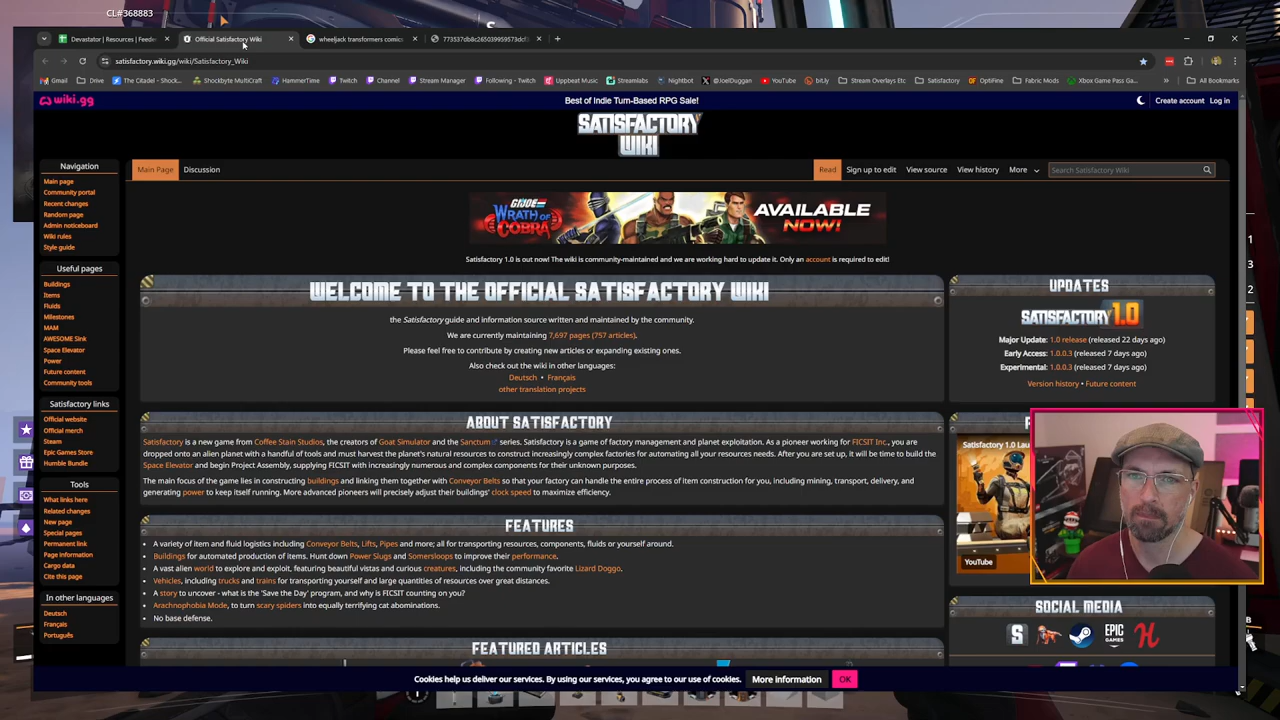 CL#368883
Devastator | Resources | Feede
Official Satisfactory Wiki
wheeljack transformers comics
773537db8c26503959573dcf3
satisfactory.wiki.gg/wiki/Satisfactory_Wiki
Gmail
Drive
The Citadel - Shock...
Shockbyte MultiCraft
HammerTime
Twitch
Channel
Stream Manager
Following - Twitch
Uppbeat Music
Streamlabs
Nightbot
@JoelDuggan
YouTube
bit.ly
Stream Overlays Etc
Satisfactory
OptiFine
Fabric Mods
Xbox Game Pass Ga...
All Bookmarks
wiki.gg
Best of Indie Turn-Based RPG Sale!
Create account
Log in
SATISFACTORY
WIKI
Main Page
Discussion
Read
Sign up to edit
View source
View history
More
Search Satisfactory Wiki
Navigation
Main page
Community portal
Recent changes
Random page
Admin noticeboard
Wiki rules
Style guide
Useful pages
Buildings
Items
Fluids
Milestones
MAM
AWESOME Sink
Space Elevator
Power
Future content
Community tools
Satisfactory links
Official website
Official merch
Steam
Epic Games Store
Humble Bundle
Tools
What links here
Related changes
New page
Special pages
Permanent link
Page information
Cargo data
Cite this page
In other languages
Deutsch
Français
Português
G.I. JOE
WRATH OF
COBRA
AVAILABLE
NOW!
Satisfactory 1.0 is out now! The wiki is community-maintained and we are working hard to update it. Only an account is required to edit!
WELCOME TO THE OFFICIAL SATISFACTORY WIKI
the Satisfactory guide and information source written and maintained by the community.
We are currently maintaining 7,697 pages (757 articles).
Please feel free to contribute by creating new articles or expanding existing ones.
Also check out the wiki in other languages:
Deutsch • Français
other translation projects
ABOUT SATISFACTORY
Satisfactory is a new game from Coffee Stain Studios, the creators of Goat Simulator and the Sanctum series. Satisfactory is a game of factory management and planet exploitation. As a pioneer working for FICSIT Inc., you are
dropped onto an alien planet with a handful of tools and must harvest the planet's natural resources to construct increasingly complex factories for automating all your resources needs. After you are set up, it will be time to build the
Space Elevator and begin Project Assembly, supplying FICSIT with increasingly numerous and complex components for their unknown purposes.
The main focus of the game lies in constructing buildings and linking them together with Conveyor Belts so that your factory can handle the entire process of item construction for you, including mining, transport, delivery, and
generating power to keep itself running. More advanced pioneers will precisely adjust their buildings' clock speed to maximize efficiency.
FEATURES
• A variety of item and fluid logistics including Conveyor Belts, Lifts, Pipes and more; all for transporting resources, components, fluids or yourself around.
• Buildings for automated production of items. Hunt down Power Slugs and Somersloops to improve their performance.
• A vast alien world to explore and exploit, featuring beautiful vistas and curious creatures, including the community favorite Lizard Doggo.
• Vehicles, including trucks and trains for transporting yourself and large quantities of resources over great distances.
• A story to uncover - what is the 'Save the Day' program, and why is FICSIT counting on you?
• Arachnophobia Mode, to turn scary spiders into equally terrifying cat abominations.
• No base defense.
FEATURED ARTICLES
UPDATES
SATISFACTORY 1.0
Major Update: 1.0 release (released 22 days ago)
Early Access: 1.0.0.3 (released 7 days ago)
Experimental: 1.0.0.3 (released 7 days ago)
Version history • Future content
Satisfactory 1.0 Lau
YouTube
SOCIAL MEDIA
EPIC
GAMES
Cookies help us deliver our services. By using our services, you agree to our use of cookies.
More information
OK